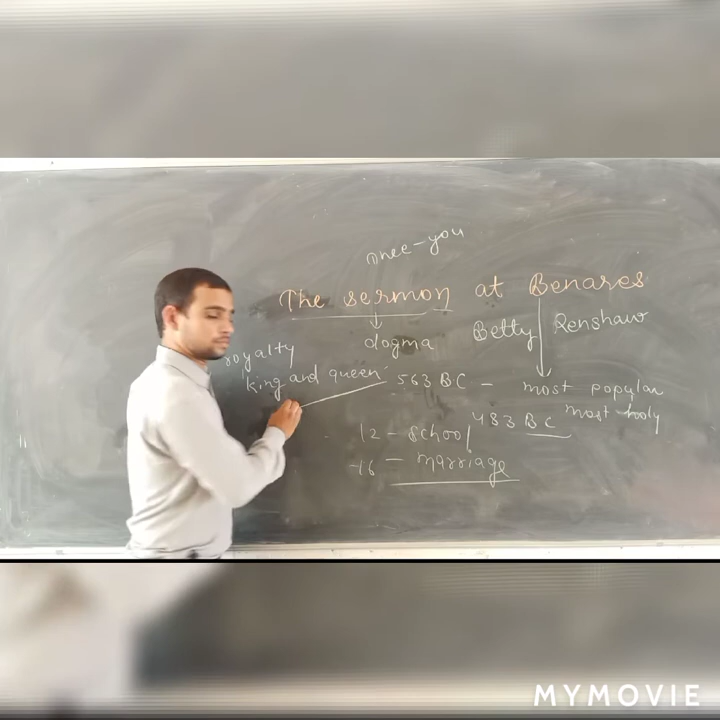 Thee-you
The sermon at Benares
dogma
Betty Renshaw
royalty
king and queen
563 BC - most popular
483 BC most holy
12 - school
16 - marriage
MYMOVIE